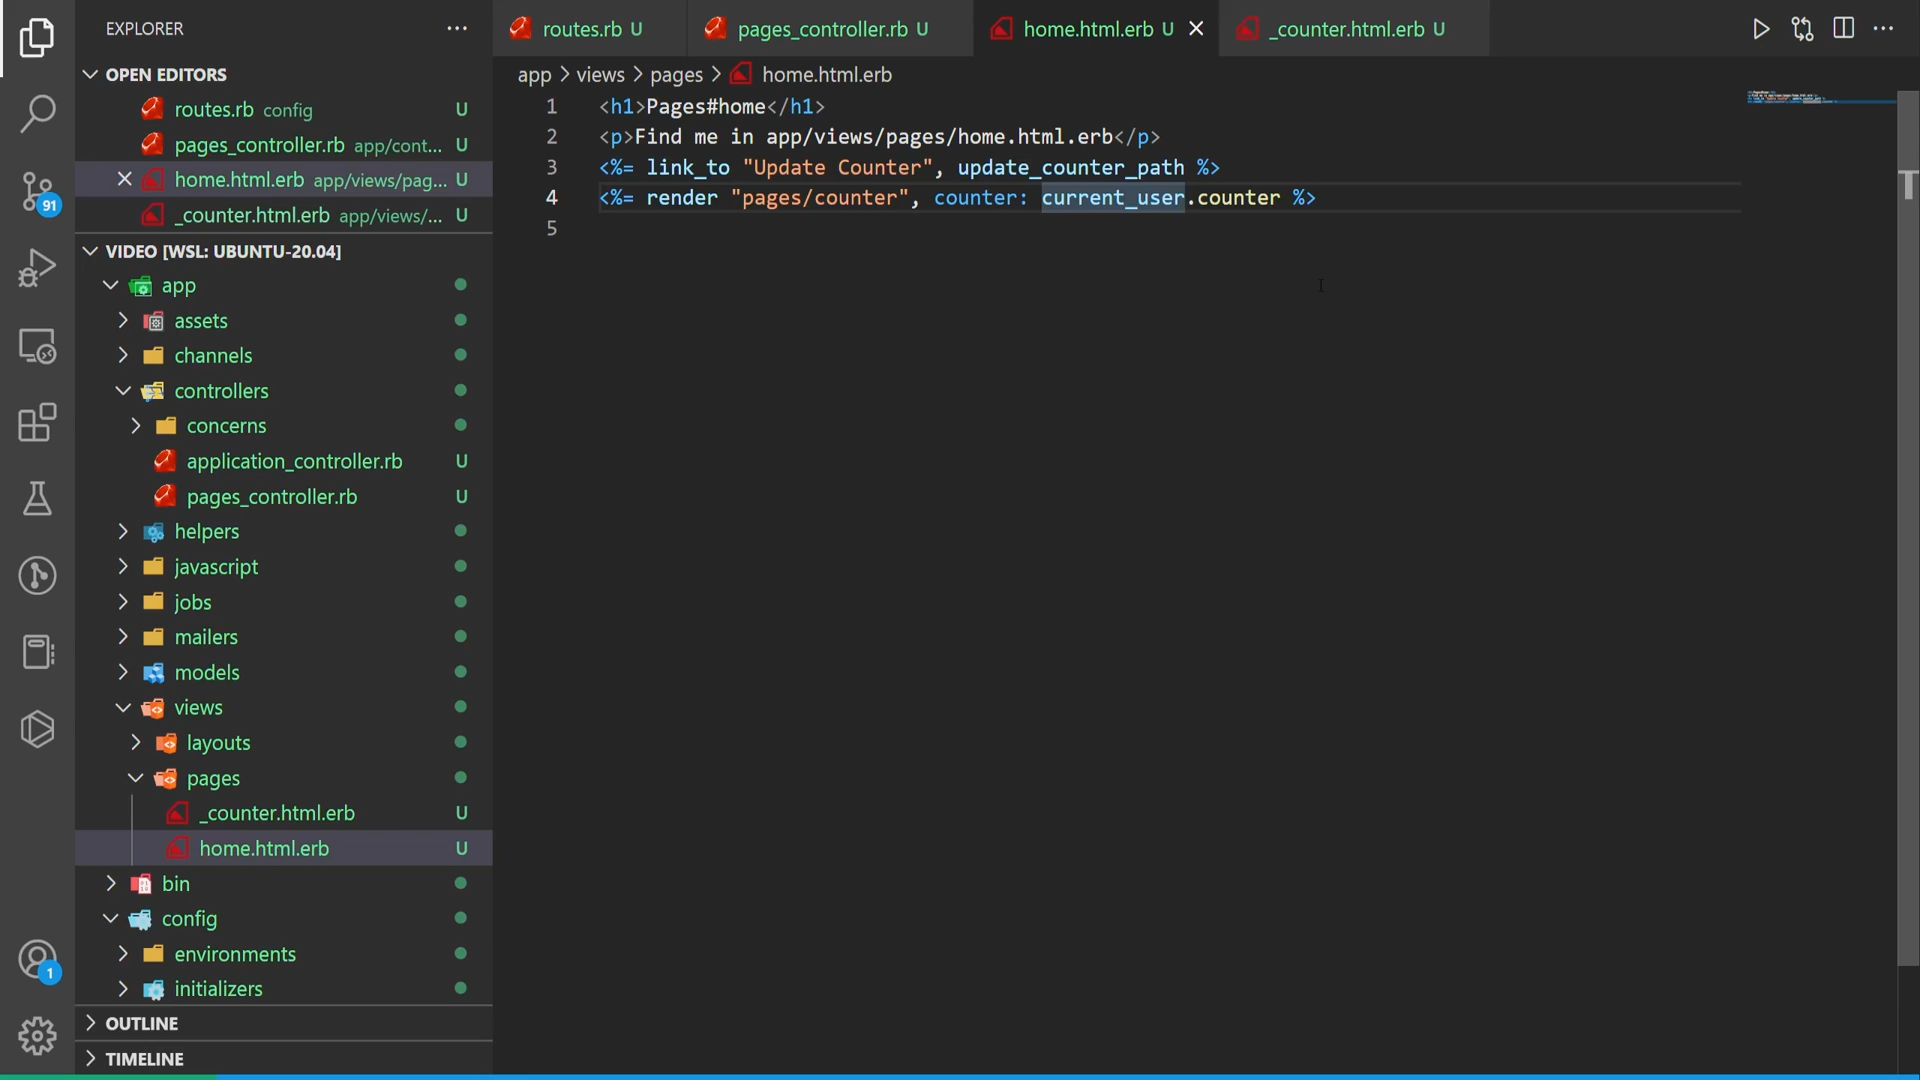 EXPLORER
routes.rb U
pages_controller.rb U
home.html.erb U
_counter.html.erb U
OPEN EDITORS
routes.rb config U
pages_controller.rb app/cont... U
home.html.erb app/views/pag... U
_counter.html.erb app/views/... U
VIDEO [WSL: UBUNTU-20.04]
app
assets
channels
controllers
concerns
application_controller.rb U
pages_controller.rb U
helpers
javascript
jobs
mailers
models
views
layouts
pages
_counter.html.erb U
home.html.erb U
bin
config
environments
initializers
OUTLINE
TIMELINE
91
1
app > views > pages > home.html.erb
1 <h1>Pages#home</h1>
2 <p>Find me in app/views/pages/home.html.erb</p>
3 <%= link_to "Update Counter", update_counter_path %>
4 <%= render "pages/counter", counter: current_user.counter %>
5